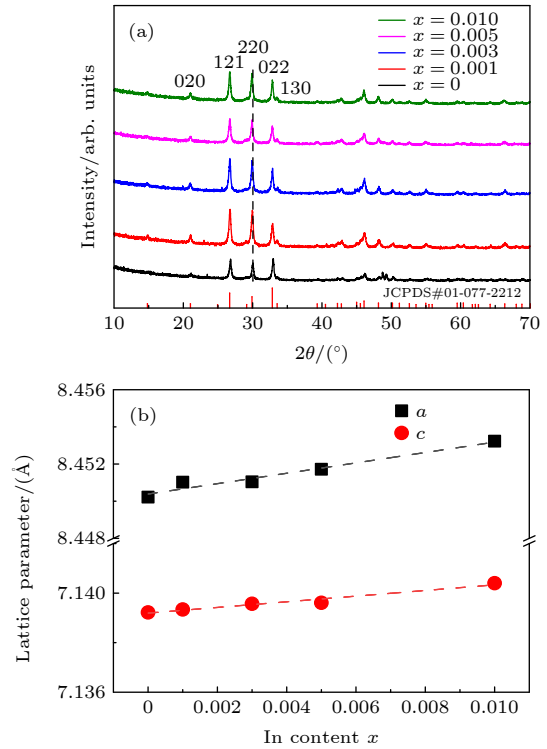 (a)
x = 0.010
x = 0.005
x = 0.003
x = 0.001
x = 0
220
121
022
020
130
Intensity/arb. units
JCPDS#01-077-2212
10 20 30 40 50 60 70
2θ/(°)
(b)
a
c
8.456
8.452
8.448
7.140
7.136
Lattice parameter/(Å)
0 0.002 0.004 0.006 0.008 0.010
In content x